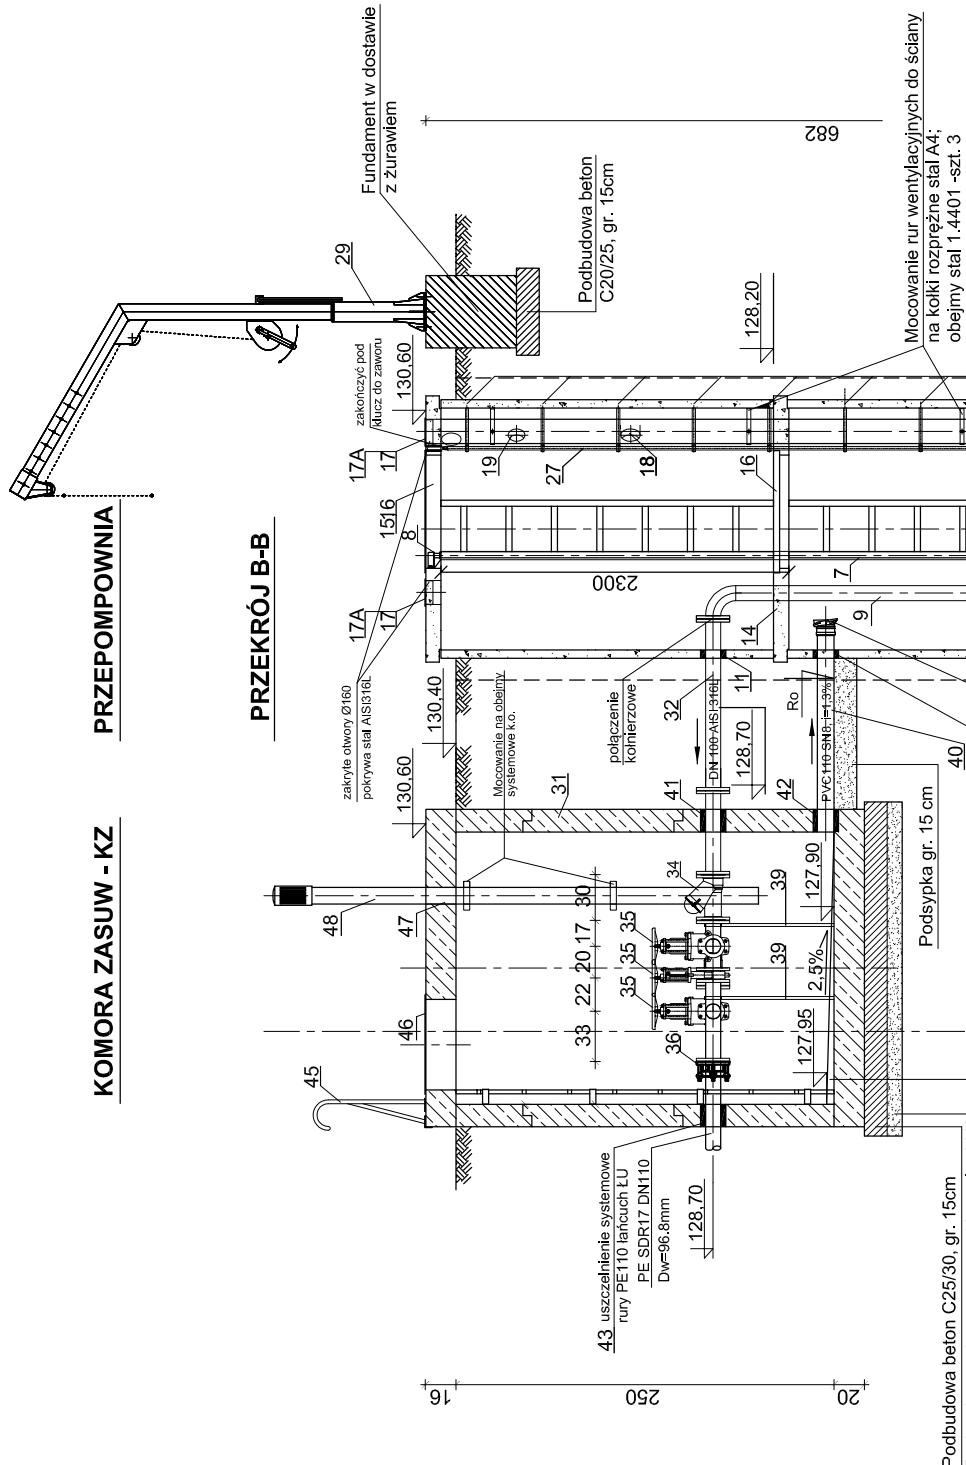 KOMORA ZASUW - KZ
PRZEPOMPOWNIA
PRZEKRÓJ B-B
Fundament w dostawie
z żurawiem
Podbudowa beton
C20/25, gr. 15cm
682
Mocowanie rur wentylacyjnych do ściany
na kołki rozprężne stal A4;
obejmy stal 1.4401 -szt. 3
29
128,20
130,60
zakończyć pod
klucz do zaworu
17A
17
19
18
27
16
1516
8
2300
7
9
14
17A
17
zakryte otwory Ø160
pokrywa stal AISI316L
130,40
130,60
Mocowanie na obejmy
systemowe k.o.
połączenie
kołnierzowe
32
11
DN 100 AISI 316L
128,70
Ro
PVC110 SN8, i=1,3%
40
31
41
42
34
48
47
46
45
30
17
20
22
33
35
35
35
36
39
39
127,90
2,5%
127,95
Podsypka gr. 15 cm
43 uszczelnienie systemowe
rury PE110 łańcuch ŁU
PE SDR17 DN110
Dw=96.8mm
128,70
16
250
20
Podbudowa beton C25/30, gr. 15cm